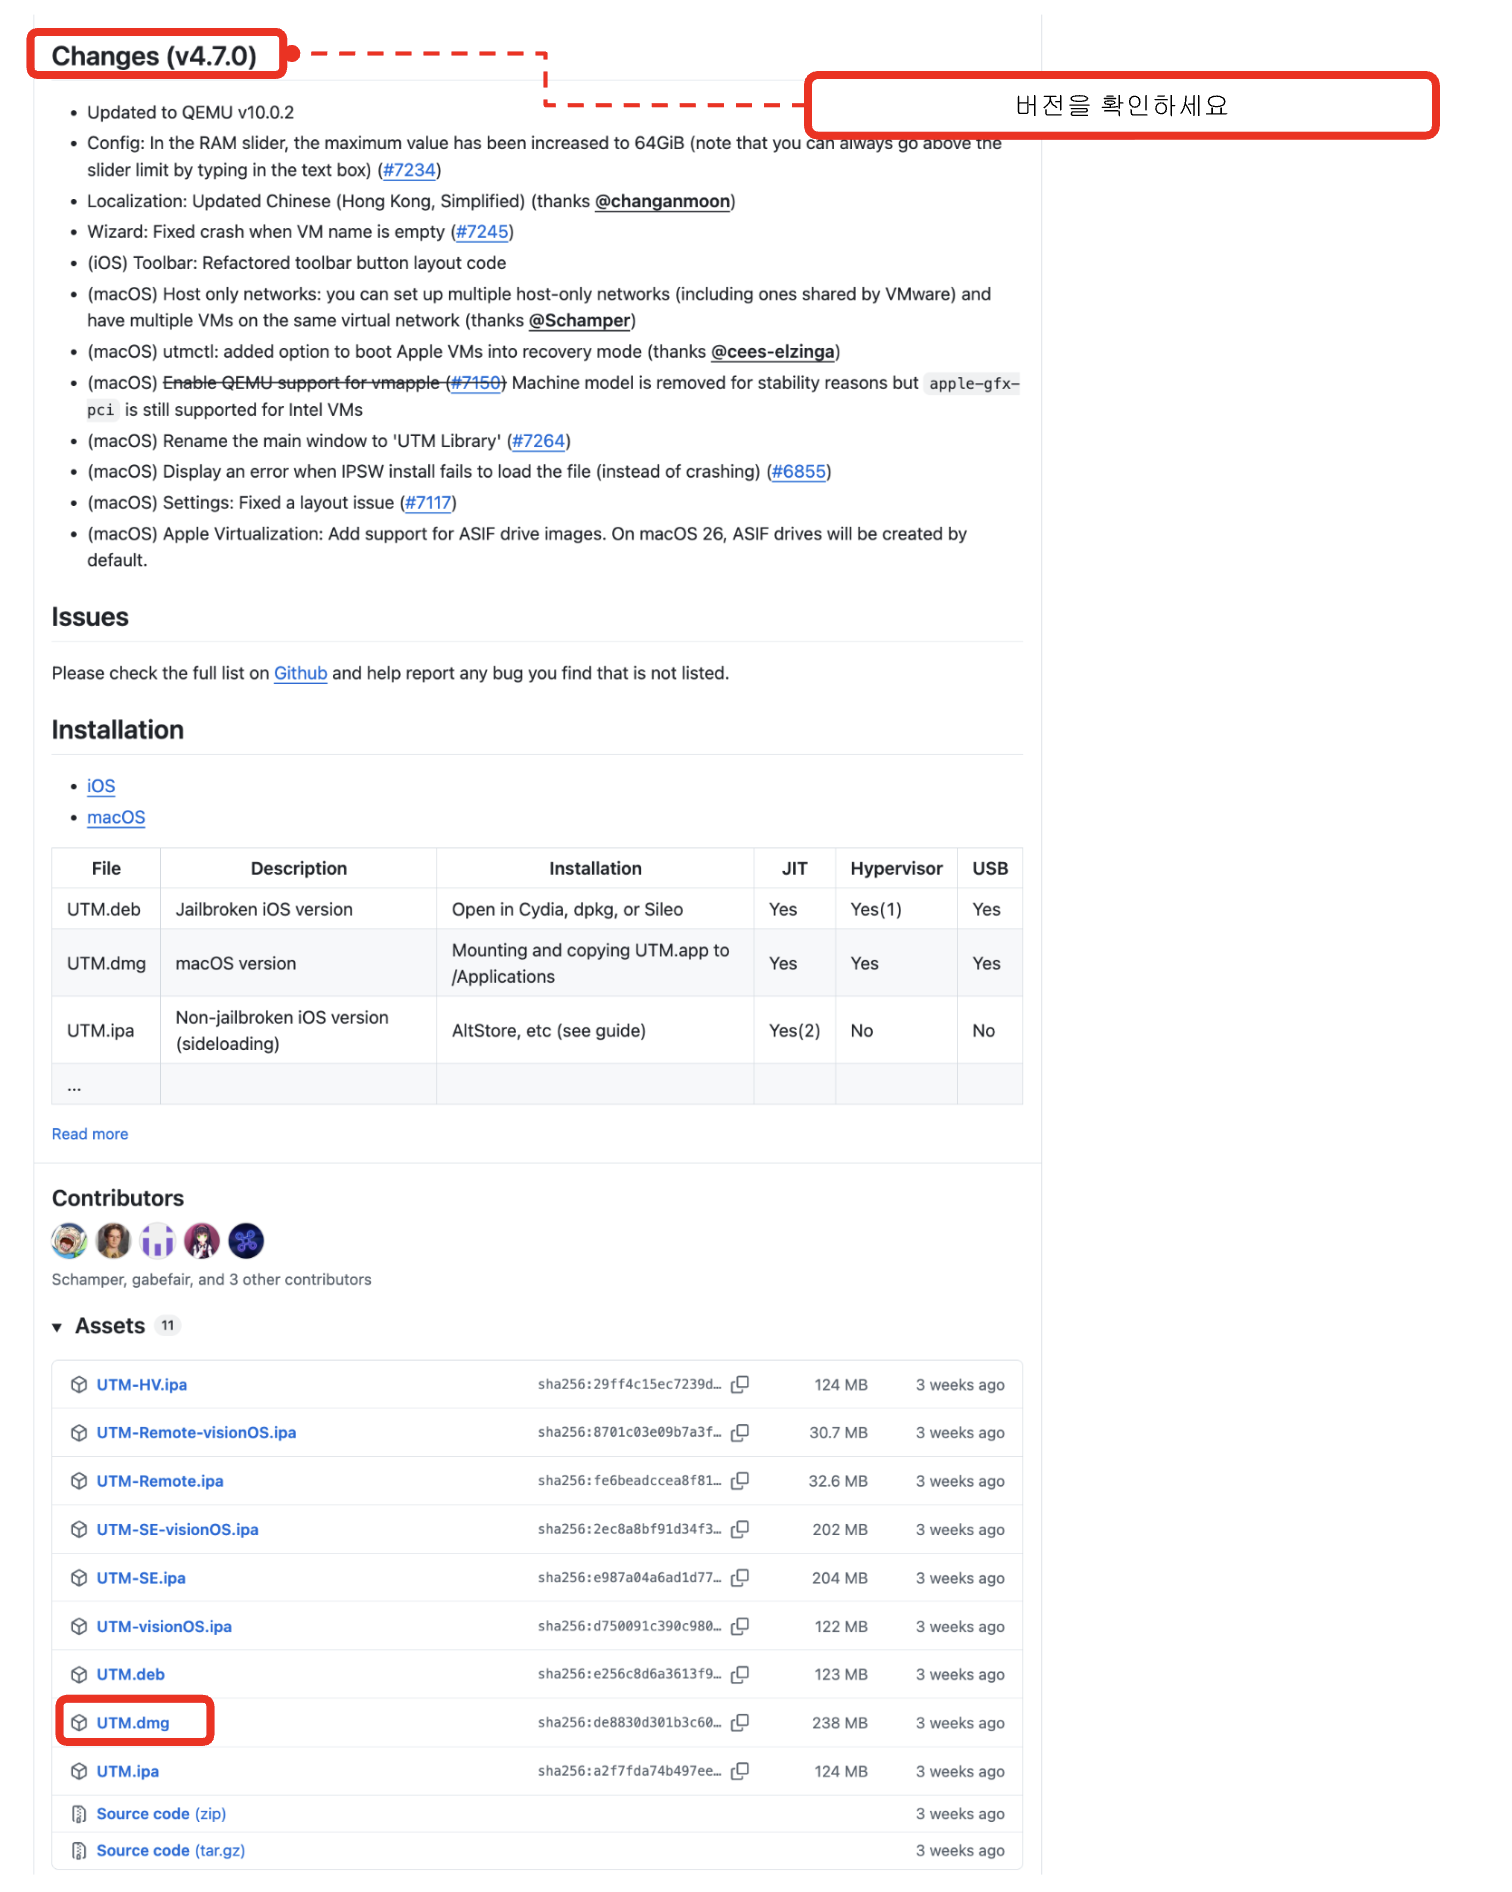 Changes (v4.7.0)
버전을 확인하세요
Updated to QEMU v10.0.2
Config: In the RAM slider, the maximum value has been increased to 64GiB (note that you can always go above the
slider limit by typing in the text box) (#7234)
Localization: Updated Chinese (Hong Kong, Simplified) (thanks @changanmoon)
Wizard: Fixed crash when VM name is empty (#7245)
(iOS) Toolbar: Refactored toolbar button layout code
(macOS) Host only networks: you can set up multiple host-only networks (including ones shared by VMware) and
have multiple VMs on the same virtual network (thanks @Schamper)
(macOS) utmctl: added option to boot Apple VMs into recovery mode (thanks @cees-elzinga)
(macOS) Enable QEMU support for vmapple (#7150) Machine model is removed for stability reasons but apple-gfx-
pci is still supported for Intel VMs
(macOS) Rename the main window to 'UTM Library' (#7264)
(macOS) Display an error when IPSW install fails to load the file (instead of crashing) (#6855)
(macOS) Settings: Fixed a layout issue (#7117)
(macOS) Apple Virtualization: Add support for ASIF drive images. On macOS 26, ASIF drives will be created by
default.
Issues
Please check the full list on Github and help report any bug you find that is not listed.
Installation
iOS
macOS
File Description Installation JIT Hypervisor USB
UTM.deb Jailbroken iOS version Open in Cydia, dpkg, or Sileo Yes Yes(1) Yes
UTM.dmg macOS version Mounting and copying UTM.app to
/Applications Yes Yes Yes
UTM.ipa Non-jailbroken iOS version
(sideloading) AltStore, etc (see guide) Yes(2) No No
...
Read more
Contributors
Schamper, gabefair, and 3 other contributors
Assets 11
UTM-HV.ipa sha256:29ff4c15ec7239d... 124 MB 3 weeks ago
UTM-Remote-visionOS.ipa sha256:8701c03e09b7a3f... 30.7 MB 3 weeks ago
UTM-Remote.ipa sha256:fe6beadccea8f81... 32.6 MB 3 weeks ago
UTM-SE-visionOS.ipa sha256:2ec8a8bf91d34f3... 202 MB 3 weeks ago
UTM-SE.ipa sha256:e987a04a6ad1d77... 204 MB 3 weeks ago
UTM-visionOS.ipa sha256:d750091c390c980... 122 MB 3 weeks ago
UTM.deb sha256:e256c8d6a3613f9... 123 MB 3 weeks ago
UTM.dmg sha256:de8830d301b3c60... 238 MB 3 weeks ago
UTM.ipa sha256:a2f7fda74b497ee... 124 MB 3 weeks ago
Source code (zip) 3 weeks ago
Source code (tar.gz) 3 weeks ago